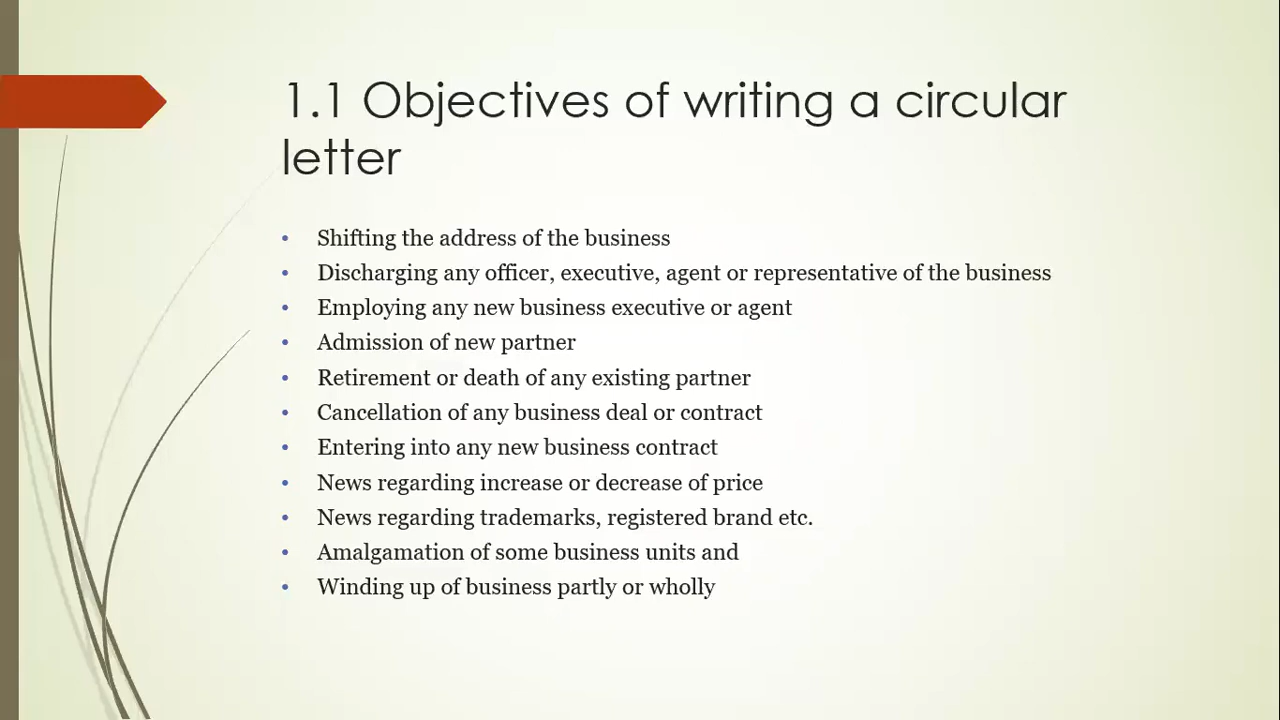 1.1 Objectives of writing a circular
letter
• Shifting the address of the business
• Discharging any officer, executive, agent or representative of the business
• Employing any new business executive or agent
• Admission of new partner
• Retirement or death of any existing partner
• Cancellation of any business deal or contract
• Entering into any new business contract
• News regarding increase or decrease of price
• News regarding trademarks, registered brand etc.
• Amalgamation of some business units and
• Winding up of business partly or wholly